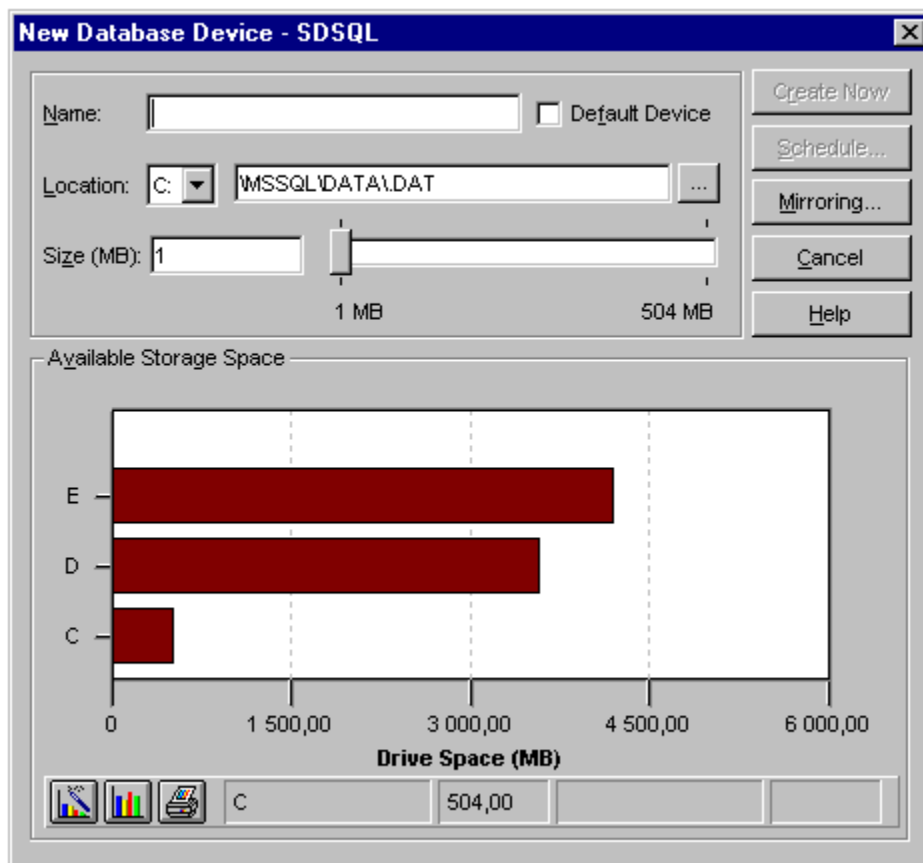 New Database Device - SDSQL
Name:
Default Device
Create Now
Schedule...
Location: C: \MSSQL\DATA\.DAT ...
Mirroring...
Size (MB): 1
Cancel
1 MB 504 MB
Help
Available Storage Space
E
D
C
0 1 500,00 3 000,00 4 500,00 6 000,00
Drive Space (MB)
C 504,00